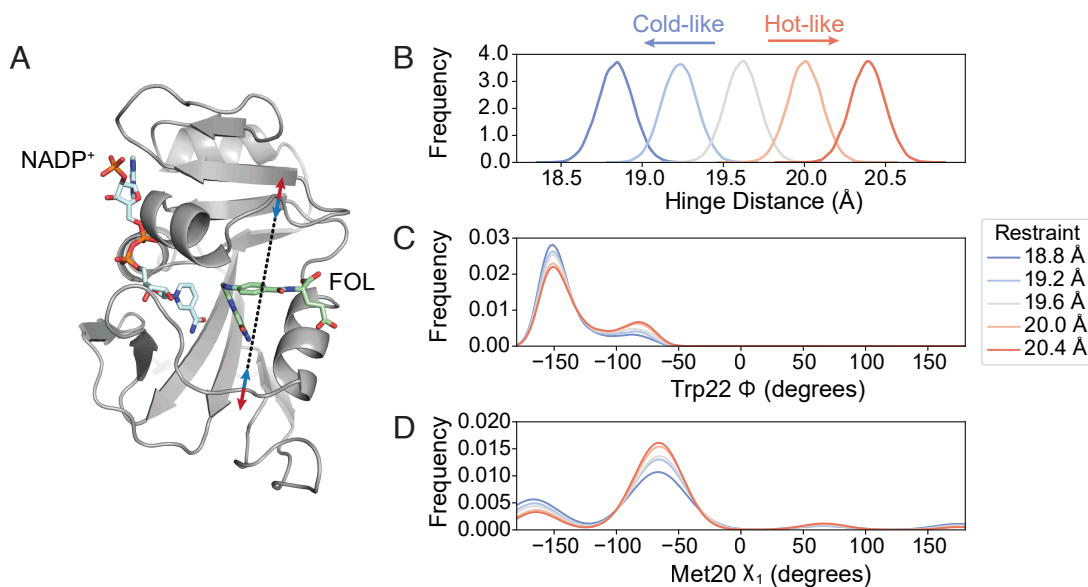 A
NADP⁺
FOL
B
Cold-like
Hot-like
Frequency
4.0
3.0
2.0
1.0
0.0
18.5 19.0 19.5 20.0 20.5
Hinge Distance (Å)
C
Frequency
0.03
0.02
0.01
0.00
−150 −100 −50 0 50 100 150
Trp22 Φ (degrees)
D
Frequency
0.020
0.015
0.010
0.005
0.000
−150 −100 −50 0 50 100 150
Met20 χ₁ (degrees)
Restraint
18.8 Å
19.2 Å
19.6 Å
20.0 Å
20.4 Å